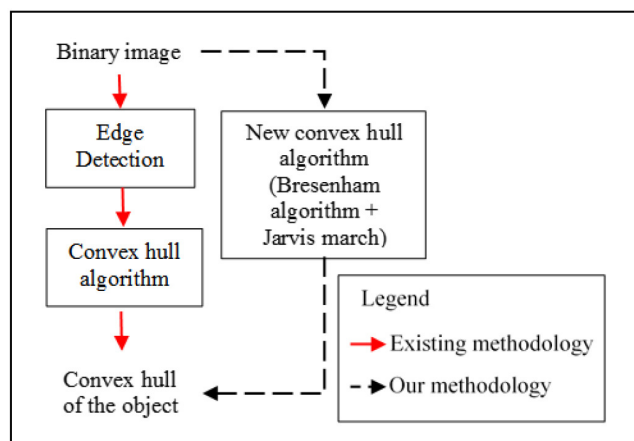 Binary image
Edge
Detection
Convex hull
algorithm
Convex hull
of the object
New convex hull
algorithm
(Bresenham
algorithm +
Jarvis march)
Legend
Existing methodology
Our methodology